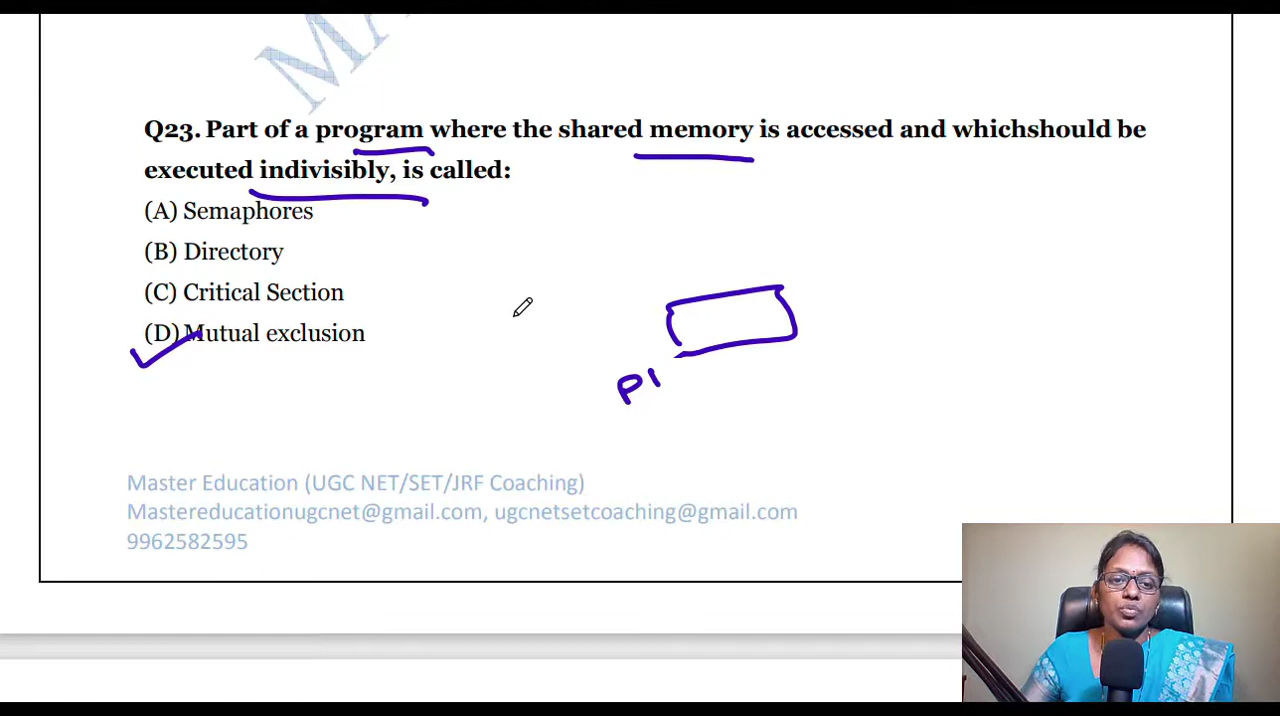 MA
Q23. Part of a program where the shared memory is accessed and whichshould be
executed indivisibly, is called:
(A) Semaphores
(B) Directory
(C) Critical Section
(D) Mutual exclusion
P1
Master Education (UGC NET/SET/JRF Coaching)
Mastereducationugcnet@gmail.com, ugcnetsetcoaching@gmail.com
9962582595